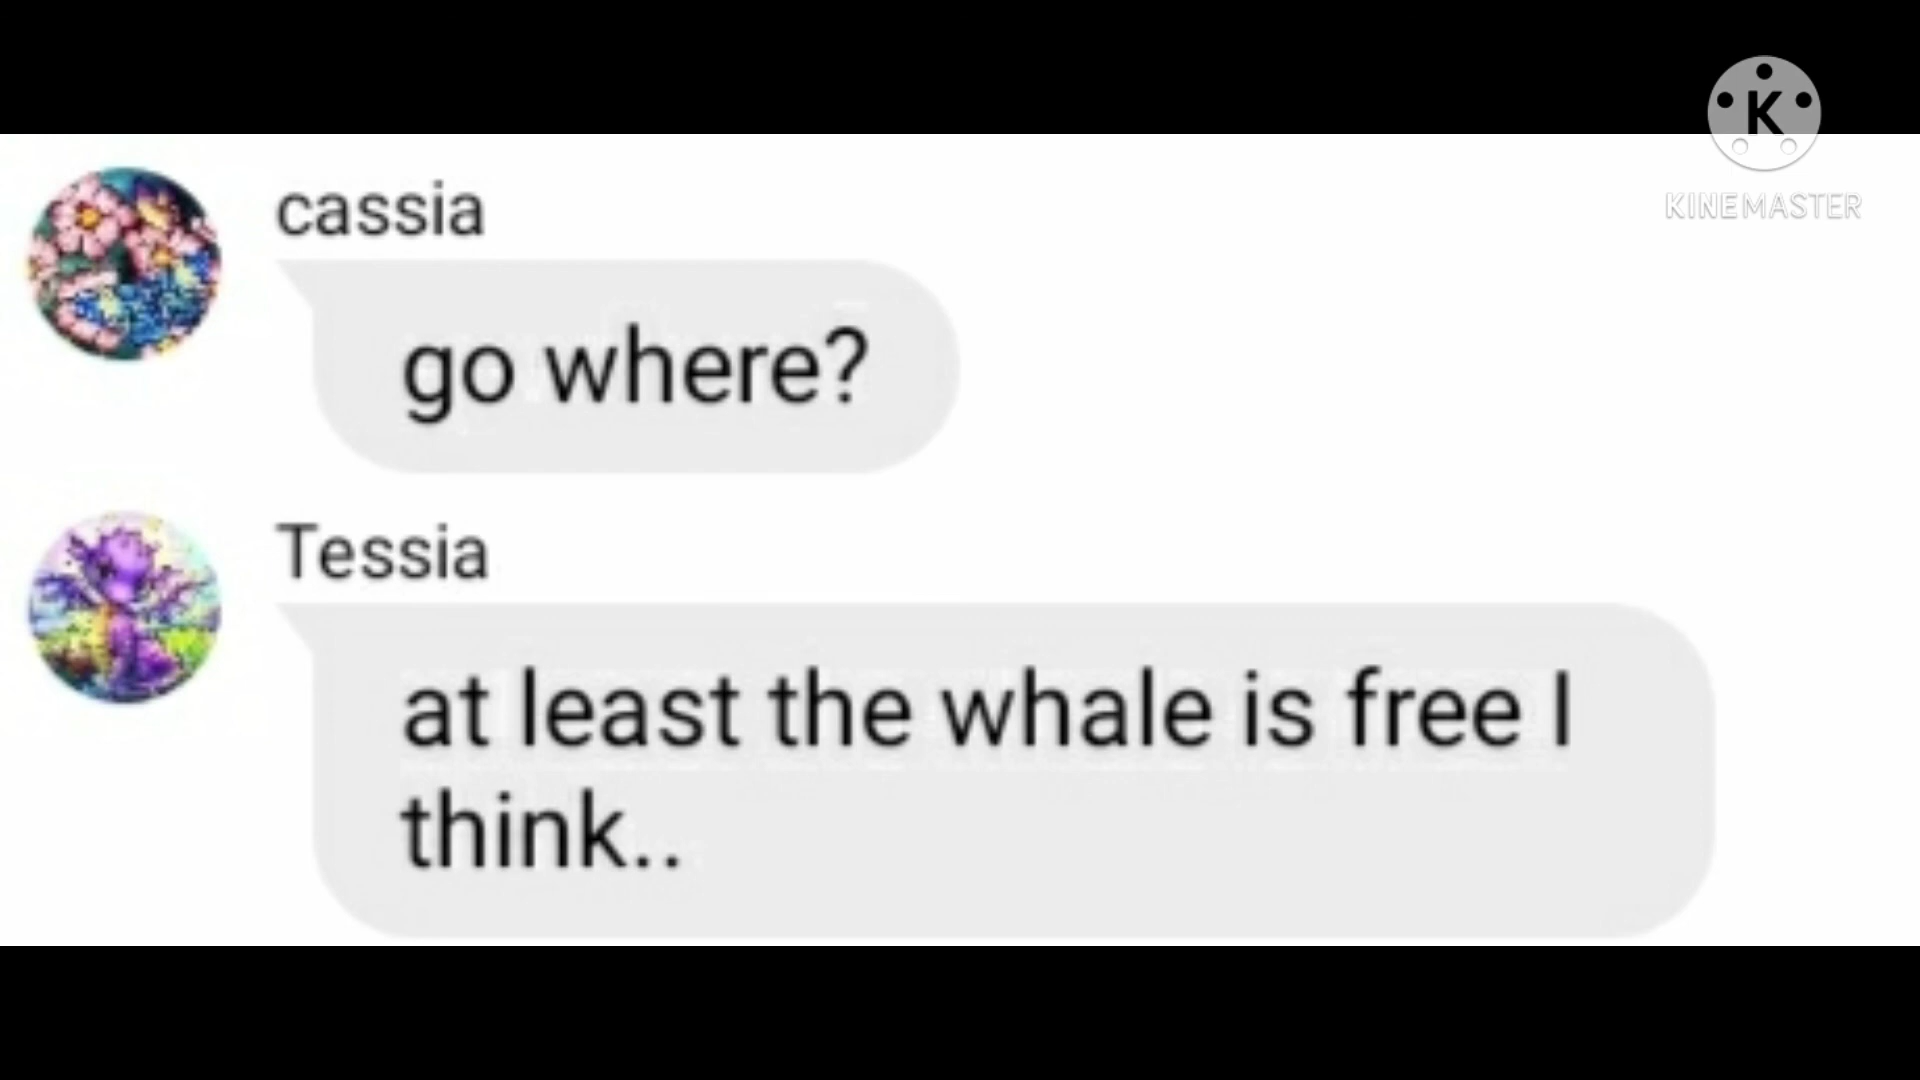 K
KINEMASTER
cassia
go where?
Tessia
at least the whale is free I
think..